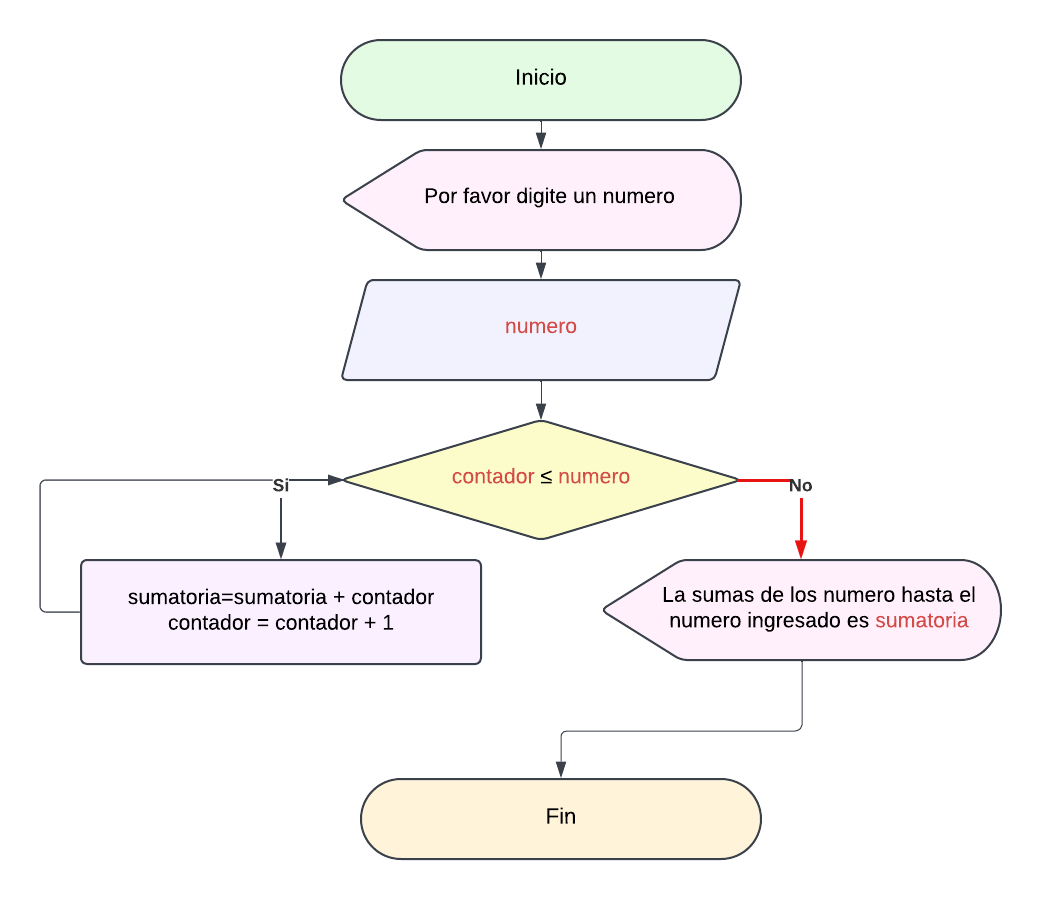 Inicio
Por favor digite un numero
numero
contador ≤ numero
Si
No
sumatoria=sumatoria + contador
contador = contador + 1
La sumas de los numero hasta el
numero ingresado es sumatoria
Fin